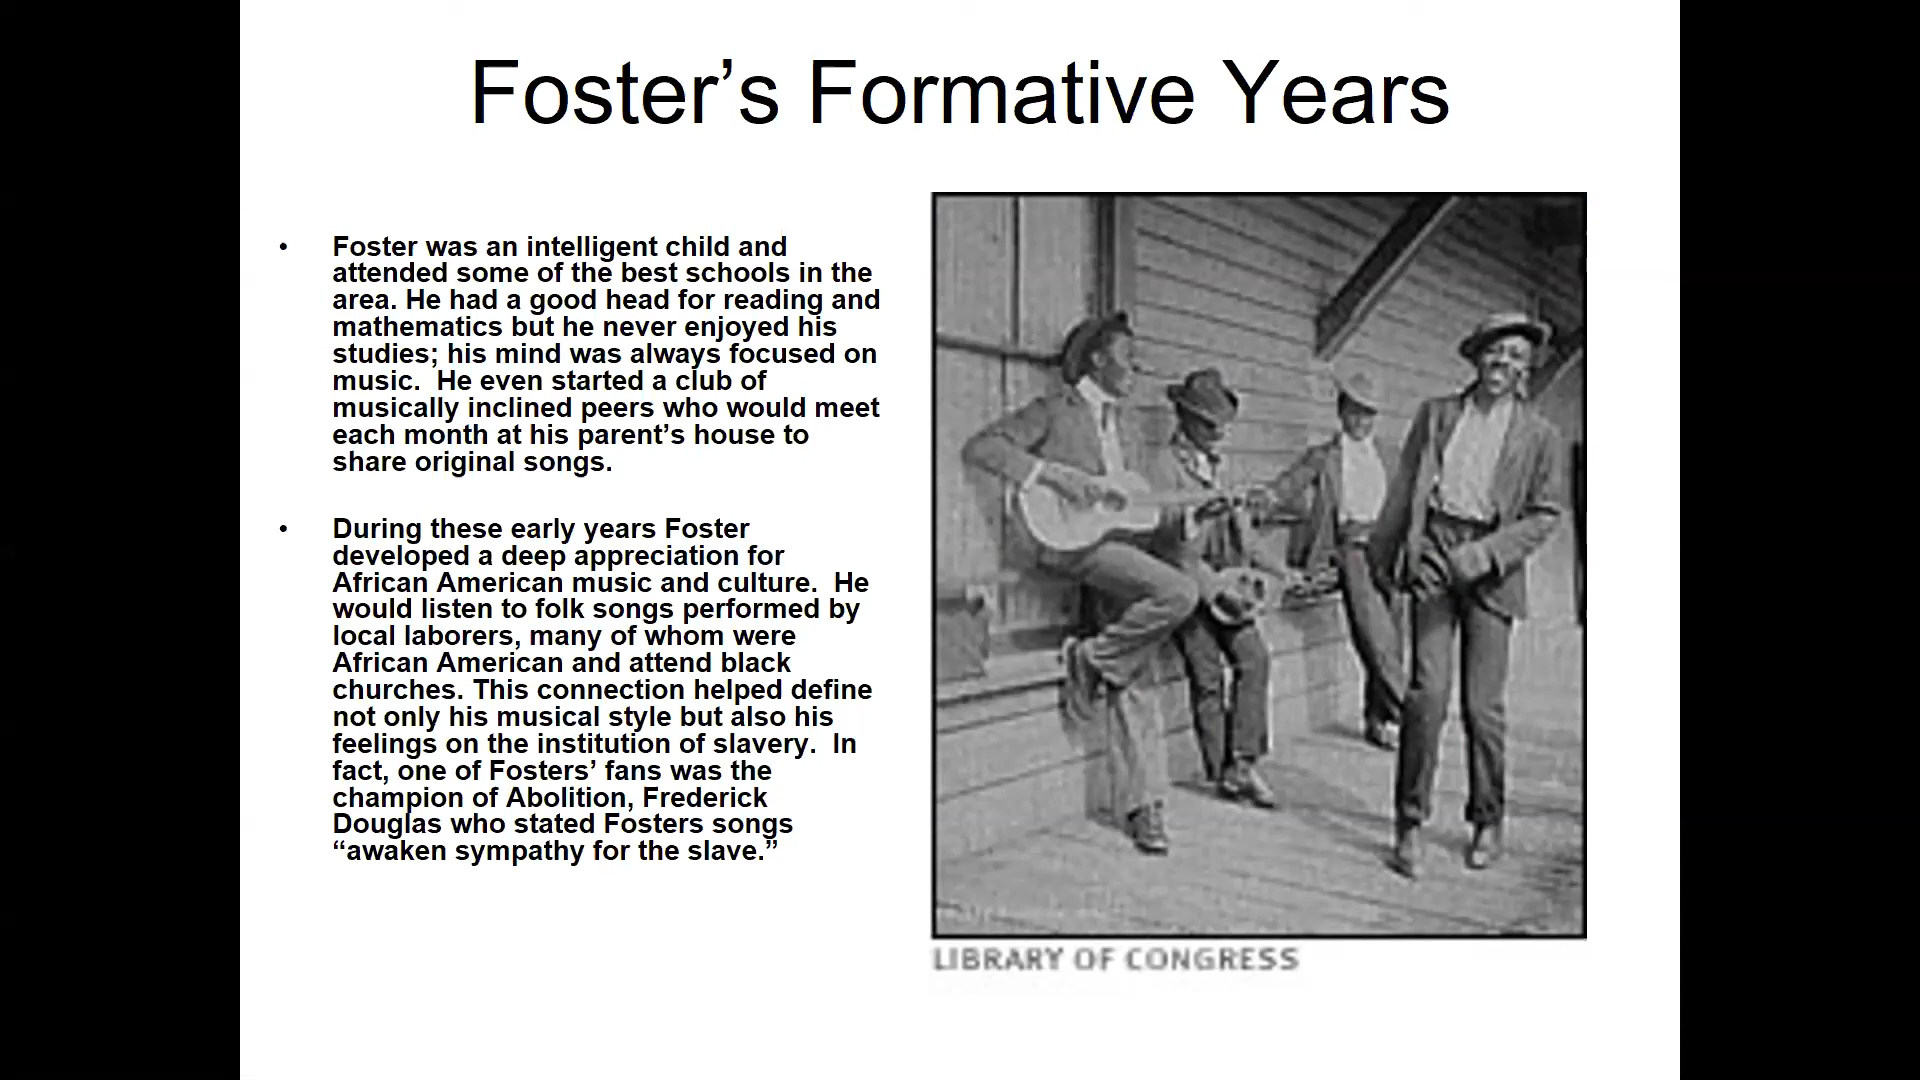 Foster’s Formative Years
• Foster was an intelligent child and
attended some of the best schools in the
area. He had a good head for reading and
mathematics but he never enjoyed his
studies; his mind was always focused on
music.  He even started a club of
musically inclined peers who would meet
each month at his parent’s house to
share original songs.
• During these early years Foster
developed a deep appreciation for
African American music and culture.  He
would listen to folk songs performed by
local laborers, many of whom were
African American and attend black
churches. This connection helped define
not only his musical style but also his
feelings on the institution of slavery.  In
fact, one of Fosters’ fans was the
champion of Abolition, Frederick
Douglas who stated Fosters songs
“awaken sympathy for the slave.”
LIBRARY OF CONGRESS